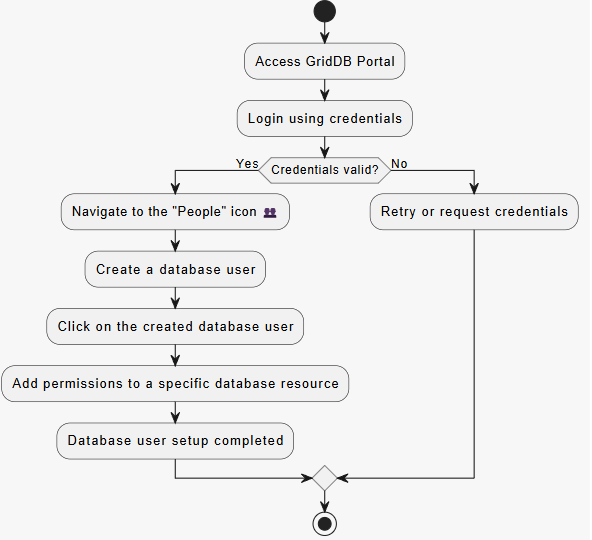 Access GridDB Portal
Login using credentials
Credentials valid?
Yes
No
Navigate to the "People" icon 👥
Retry or request credentials
Create a database user
Click on the created database user
Add permissions to a specific database resource
Database user setup completed